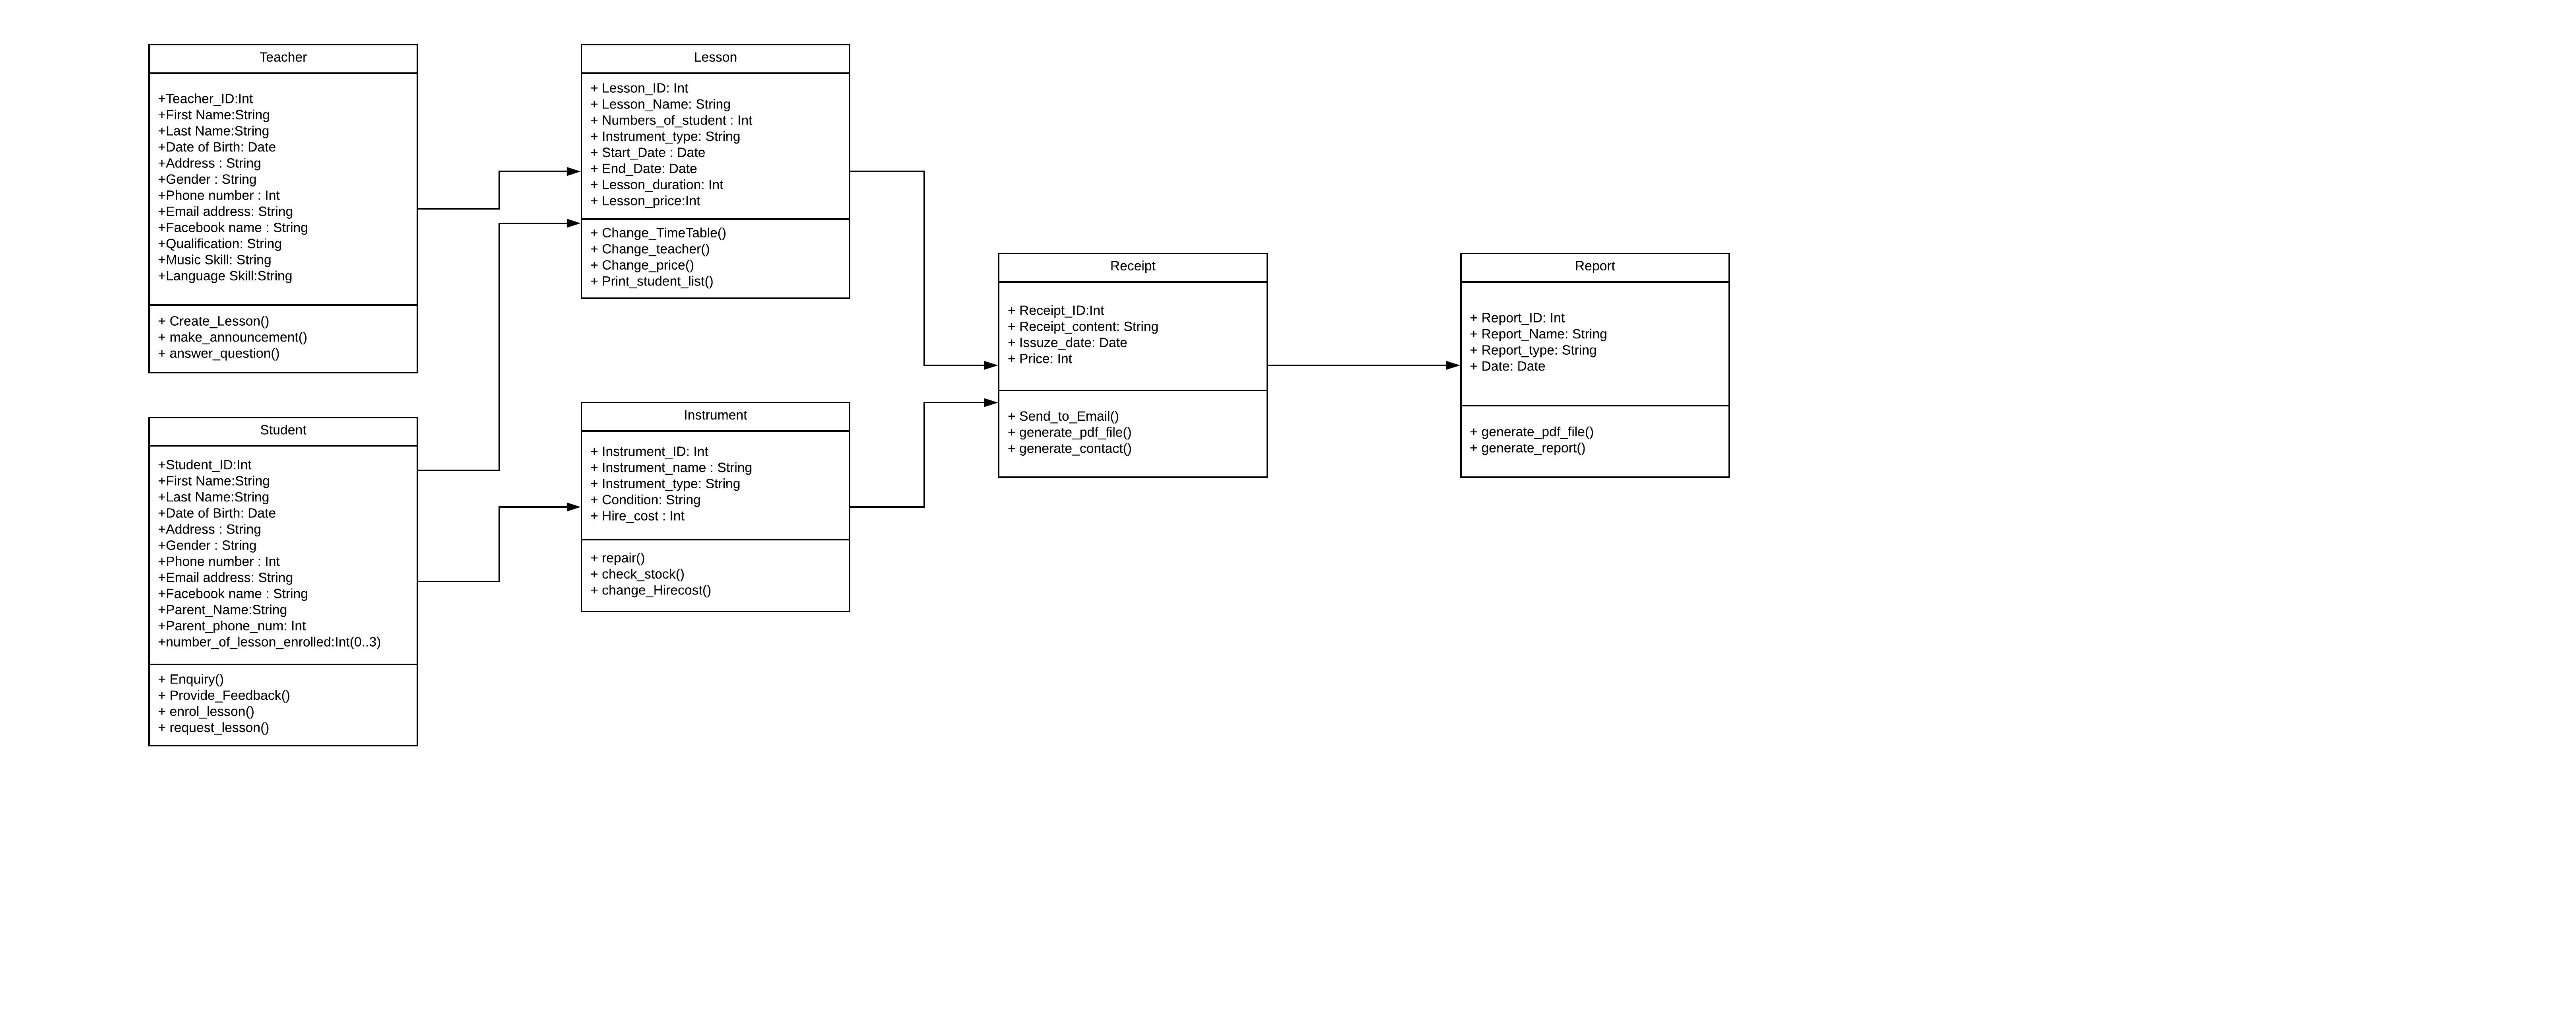 Teacher
+Teacher_ID:Int
+First Name:String
+Last Name:String
+Date of Birth: Date
+Address : String
+Gender : String
+Phone number : Int
+Email address: String
+Facebook name : String
+Qualification: String
+Music Skill: String
+Language Skill:String
+ Create_Lesson()
+ make_announcement()
+ answer_question()
Student
+Student_ID:Int
+First Name:String
+Last Name:String
+Date of Birth: Date
+Address : String
+Gender : String
+Phone number : Int
+Email address: String
+Facebook name : String
+Parent_Name:String
+Parent_phone_num: Int
+number_of_lesson_enrolled:Int(0..3)
+ Enquiry()
+ Provide_Feedback()
+ enrol_lesson()
+ request_lesson()
Lesson
+ Lesson_ID: Int
+ Lesson_Name: String
+ Numbers_of_student : Int
+ Instrument_type: String
+ Start_Date : Date
+ End_Date: Date
+ Lesson_duration: Int
+ Lesson_price:Int
+ Change_TimeTable()
+ Change_teacher()
+ Change_price()
+ Print_student_list()
Instrument
+ Instrument_ID: Int
+ Instrument_name : String
+ Instrument_type: String
+ Condition: String
+ Hire_cost : Int
+ repair()
+ check_stock()
+ change_Hirecost()
Receipt
+ Receipt_ID:Int
+ Receipt_content: String
+ Issuze_date: Date
+ Price: Int
+ Send_to_Email()
+ generate_pdf_file()
+ generate_contact()
Report
+ Report_ID: Int
+ Report_Name: String
+ Report_type: String
+ Date: Date
+ generate_pdf_file()
+ generate_report()